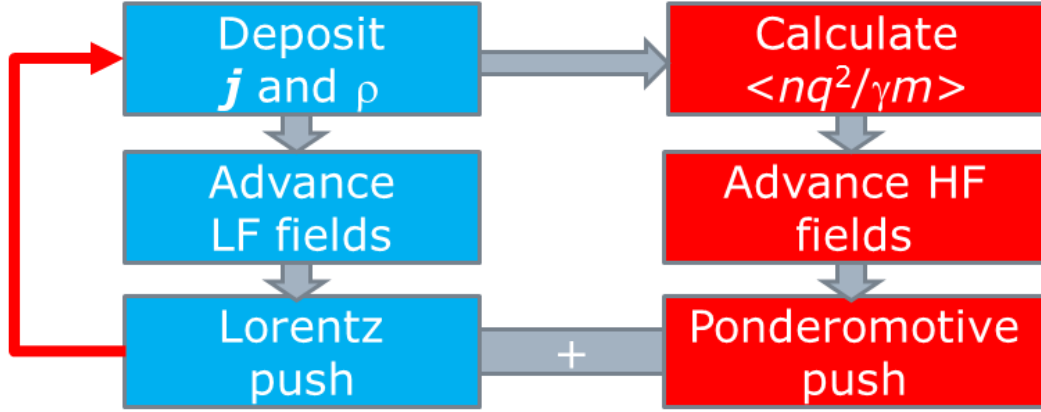 Deposit
j and ρ
Calculate
<nq²/γm>
Advance
LF fields
Advance HF
fields
Lorentz
push
+
Ponderomotive
push